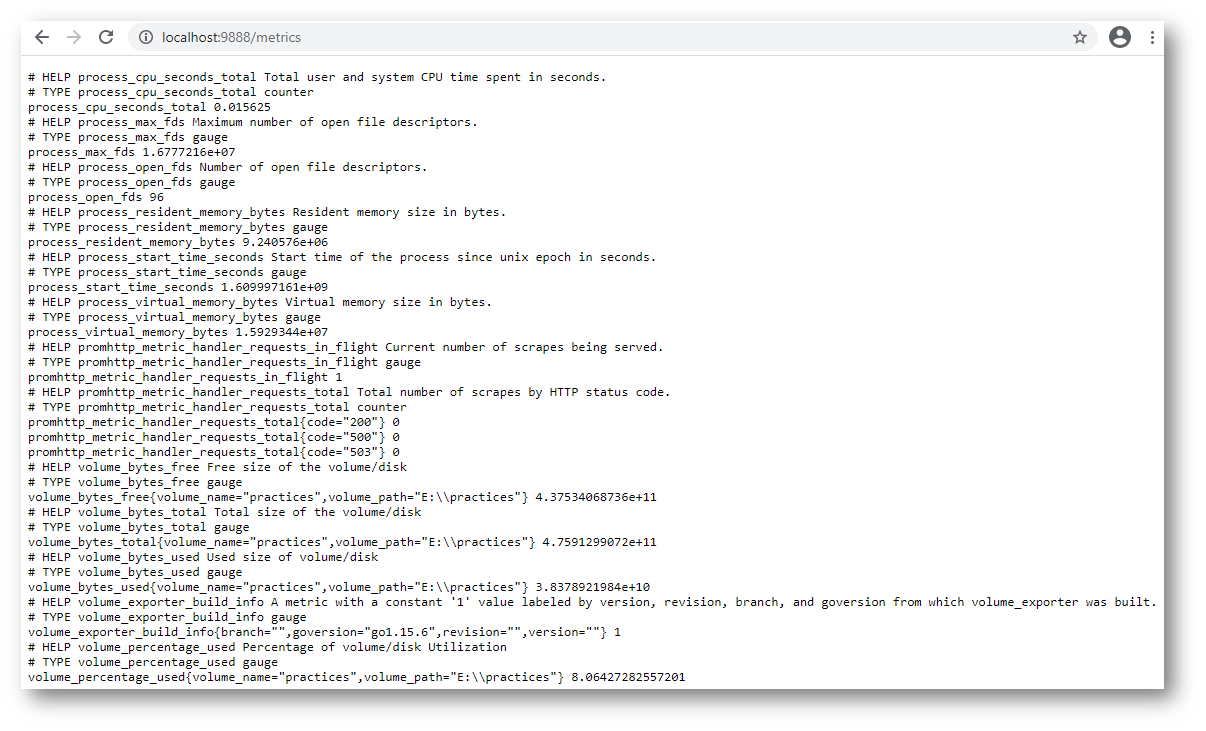 localhost:9888/metrics
# HELP process_cpu_seconds_total Total user and system CPU time spent in seconds.
# TYPE process_cpu_seconds_total counter
process_cpu_seconds_total 0.015625
# HELP process_max_fds Maximum number of open file descriptors.
# TYPE process_max_fds gauge
process_max_fds 1.6777216e+07
# HELP process_open_fds Number of open file descriptors.
# TYPE process_open_fds gauge
process_open_fds 96
# HELP process_resident_memory_bytes Resident memory size in bytes.
# TYPE process_resident_memory_bytes gauge
process_resident_memory_bytes 9.240576e+06
# HELP process_start_time_seconds Start time of the process since unix epoch in seconds.
# TYPE process_start_time_seconds gauge
process_start_time_seconds 1.609997161e+09
# HELP process_virtual_memory_bytes Virtual memory size in bytes.
# TYPE process_virtual_memory_bytes gauge
process_virtual_memory_bytes 1.5929344e+07
# HELP promhttp_metric_handler_requests_in_flight Current number of scrapes being served.
# TYPE promhttp_metric_handler_requests_in_flight gauge
promhttp_metric_handler_requests_in_flight 1
# HELP promhttp_metric_handler_requests_total Total number of scrapes by HTTP status code.
# TYPE promhttp_metric_handler_requests_total counter
promhttp_metric_handler_requests_total{code="200"} 0
promhttp_metric_handler_requests_total{code="500"} 0
promhttp_metric_handler_requests_total{code="503"} 0
# HELP volume_bytes_free Free size of the volume/disk
# TYPE volume_bytes_free gauge
volume_bytes_free{volume_name="practices",volume_path="E:\\practices"} 4.37534068736e+11
# HELP volume_bytes_total Total size of the volume/disk
# TYPE volume_bytes_total gauge
volume_bytes_total{volume_name="practices",volume_path="E:\\practices"} 4.7591299072e+11
# HELP volume_bytes_used Used size of volume/disk
# TYPE volume_bytes_used gauge
volume_bytes_used{volume_name="practices",volume_path="E:\\practices"} 3.8378921984e+10
# HELP volume_exporter_build_info A metric with a constant '1' value labeled by version, revision, branch, and goversion from which volume_exporter was built.
# TYPE volume_exporter_build_info gauge
volume_exporter_build_info{branch="",goversion="go1.15.6",revision="",version=""} 1
# HELP volume_percentage_used Percentage of volume/disk Utilization
# TYPE volume_percentage_used gauge
volume_percentage_used{volume_name="practices",volume_path="E:\\practices"} 8.06427282557201